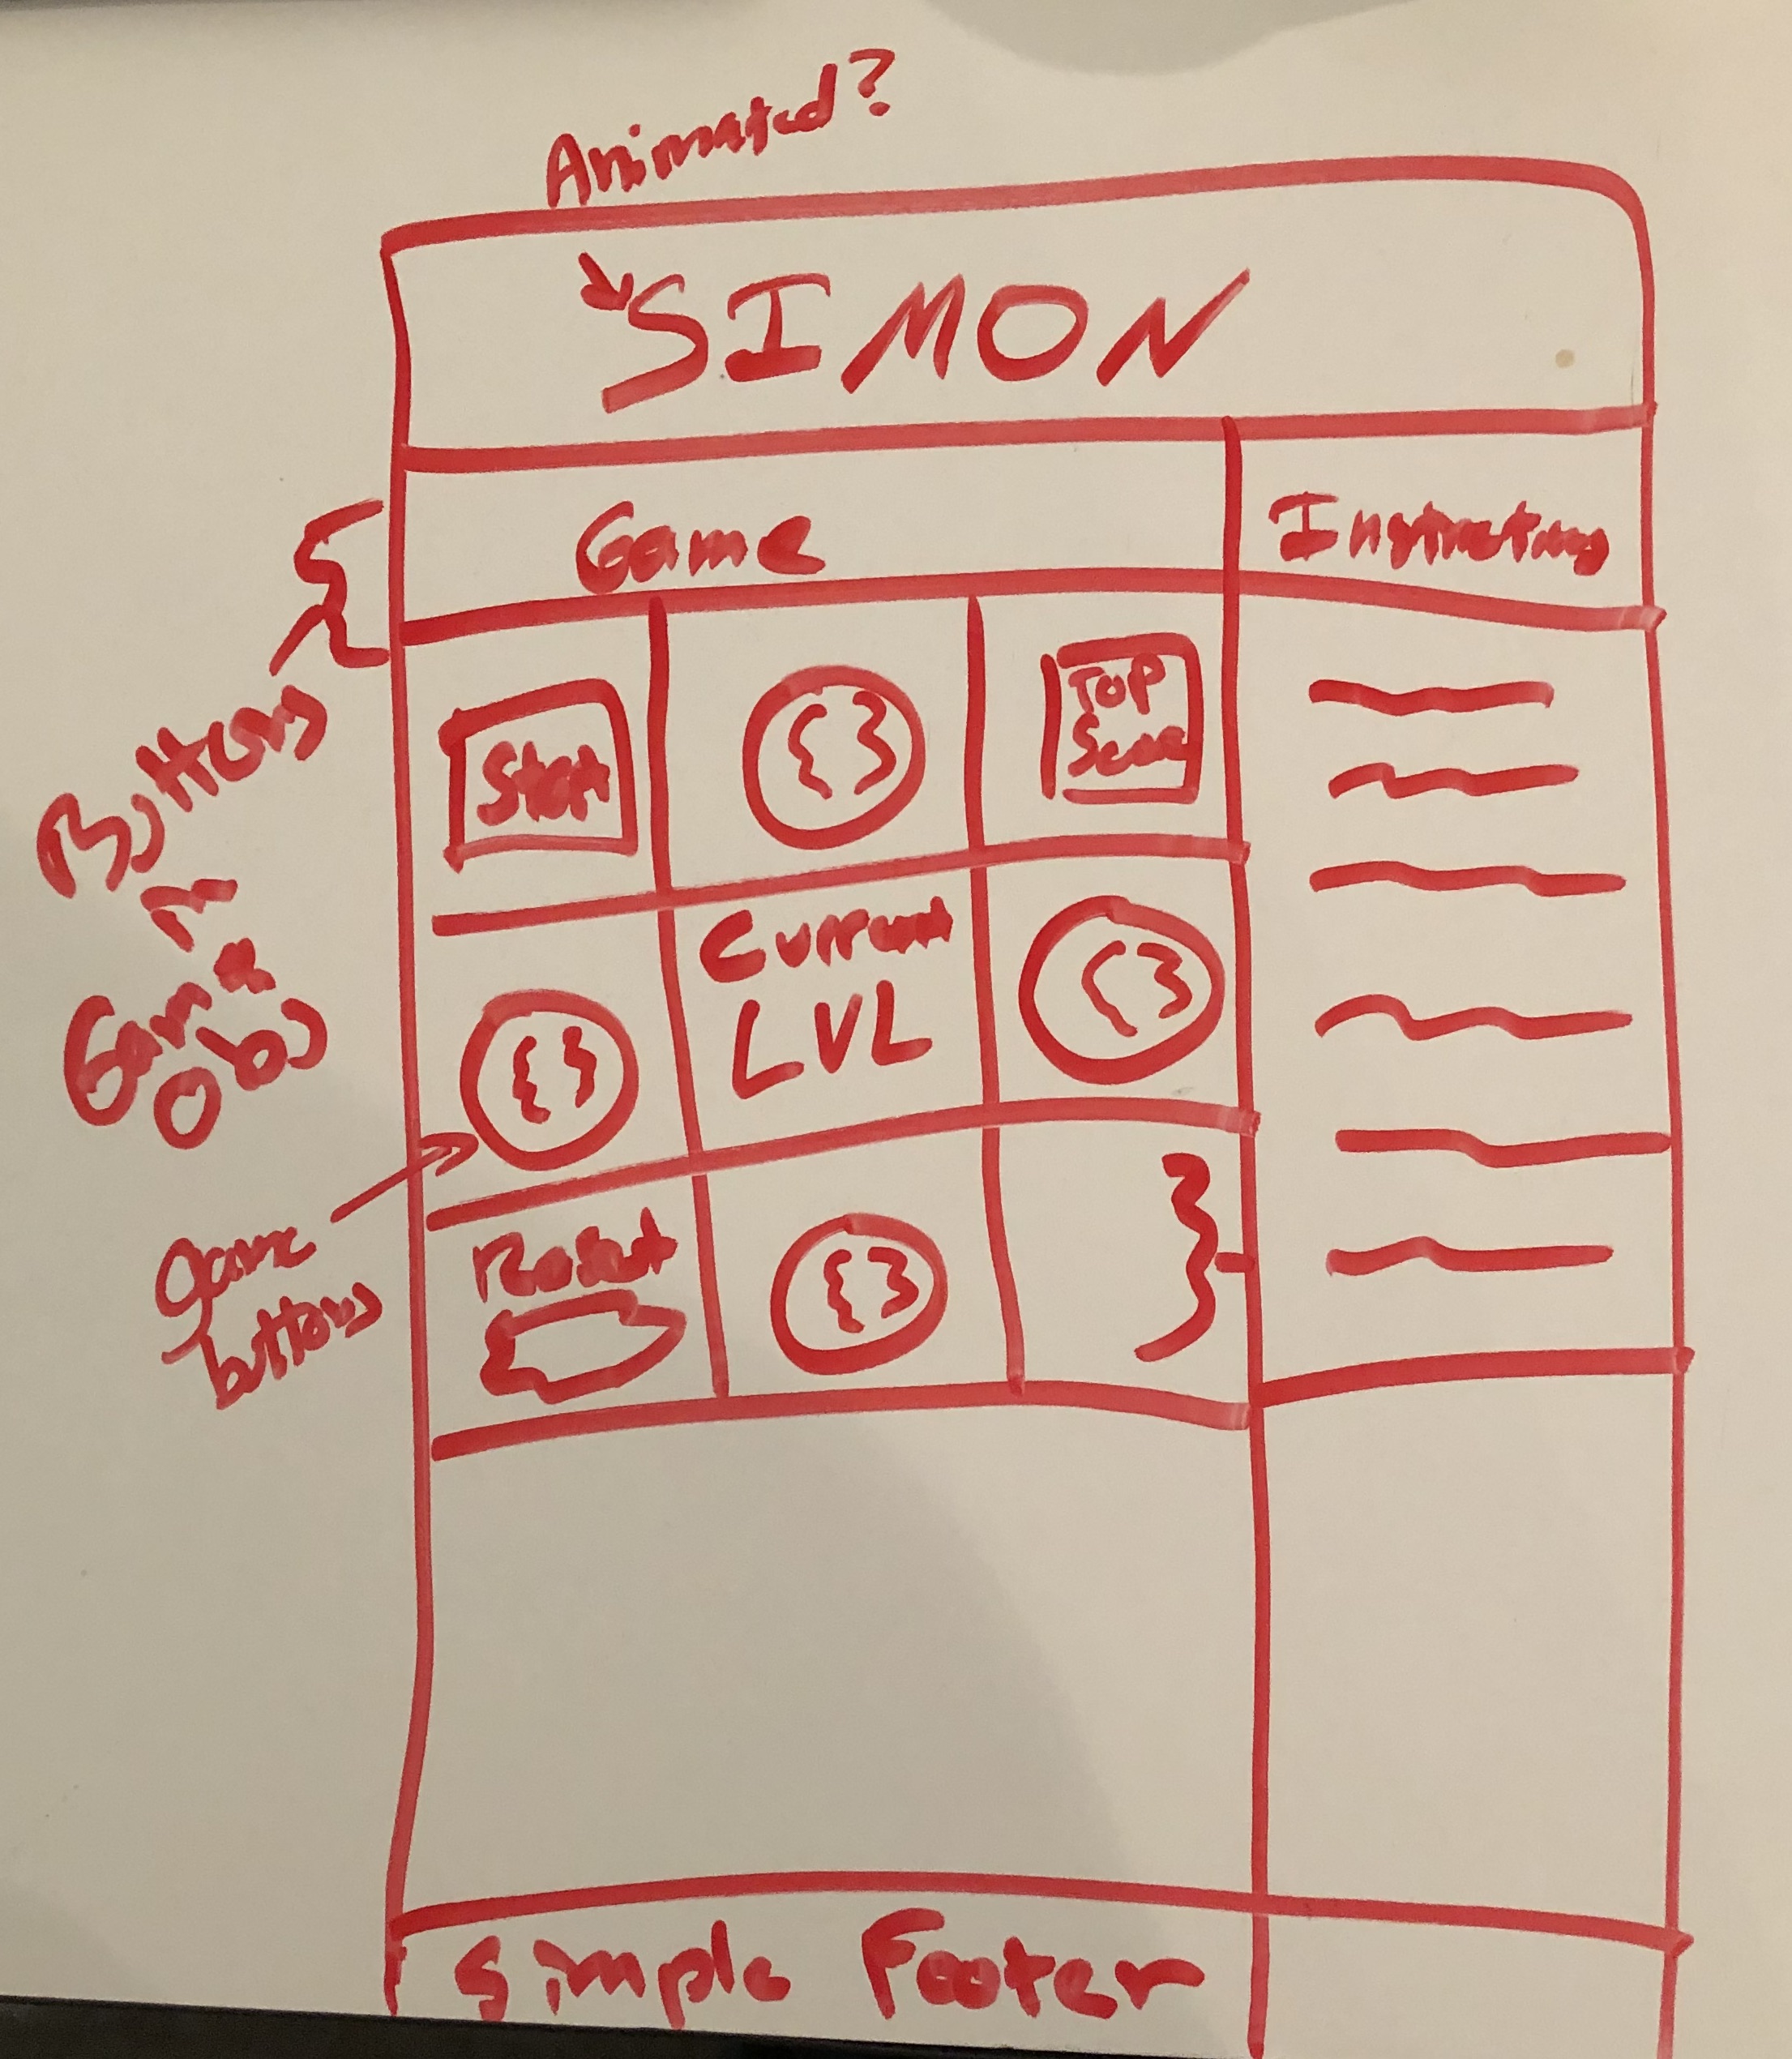 Animated?
SIMON
Game
Instructions
Start
{ }
TOP
Score
Buttons
Game
Obj
Current
LVL
{ }
{ }
game
buttons
Reset
{ }
Simple Footer